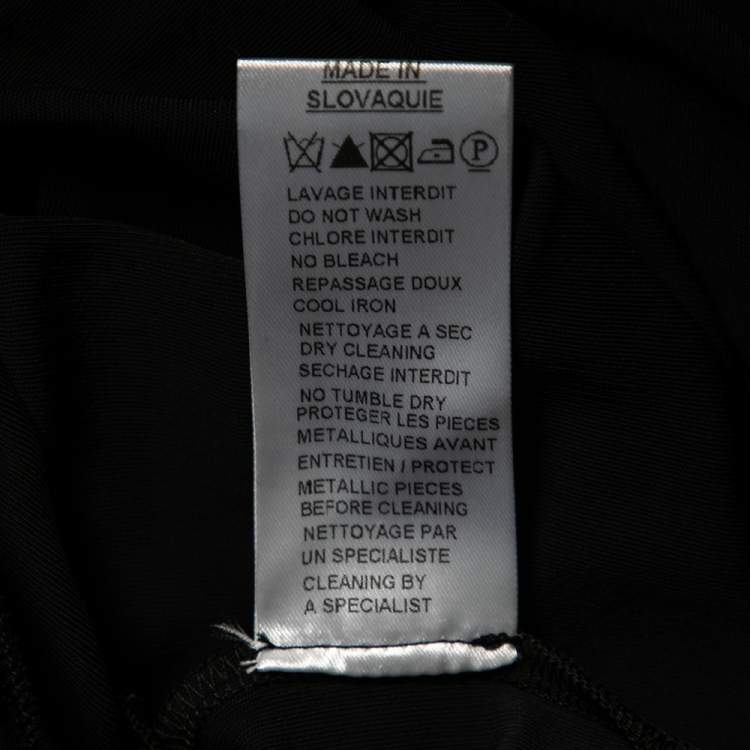 MADE IN
SLOVAQUIE
P
LAVAGE INTERDIT
DO NOT WASH
CHLORE INTERDIT
NO BLEACH
REPASSAGE DOUX
COOL IRON
NETTOYAGE A SEC
DRY CLEANING
SECHAGE INTERDIT
NO TUMBLE DRY
PROTEGER LES PIECES
METALLIQUES AVANT
ENTRETIEN / PROTECT
METALLIC PIECES
BEFORE CLEANING
NETTOYAGE PAR
UN SPECIALISTE
CLEANING BY
A SPECIALIST